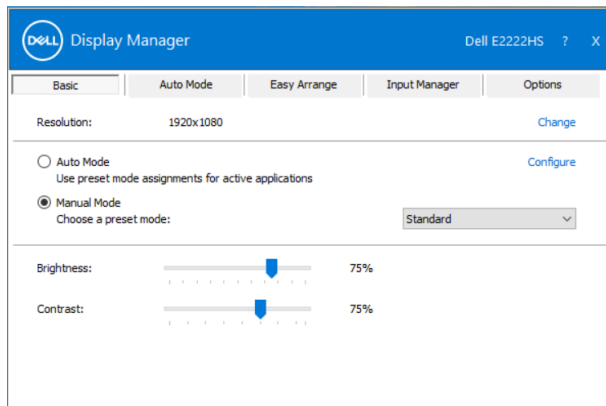 DELL Display Manager Dell E2222HS ? X
Basic Auto Mode Easy Arrange Input Manager Options
Resolution: 1920x1080 Change
Auto Mode Configure
Use preset mode assignments for active applications
Manual Mode
Choose a preset mode: Standard
Brightness: 75%
Contrast: 75%